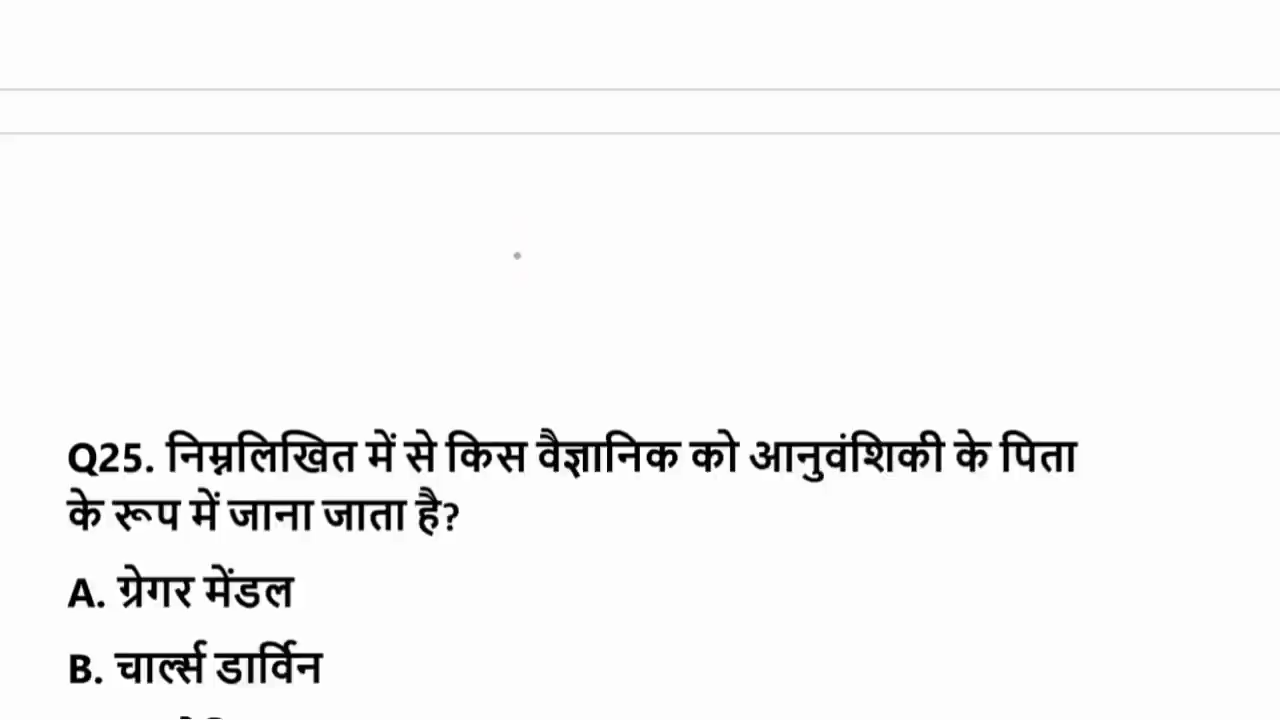 Q25. निम्नलिखित में से किस वैज्ञानिक को आनुवंशिकी के पिता
के रूप में जाना जाता है?
A. ग्रेगर मेंडल
B. चार्ल्स डार्विन